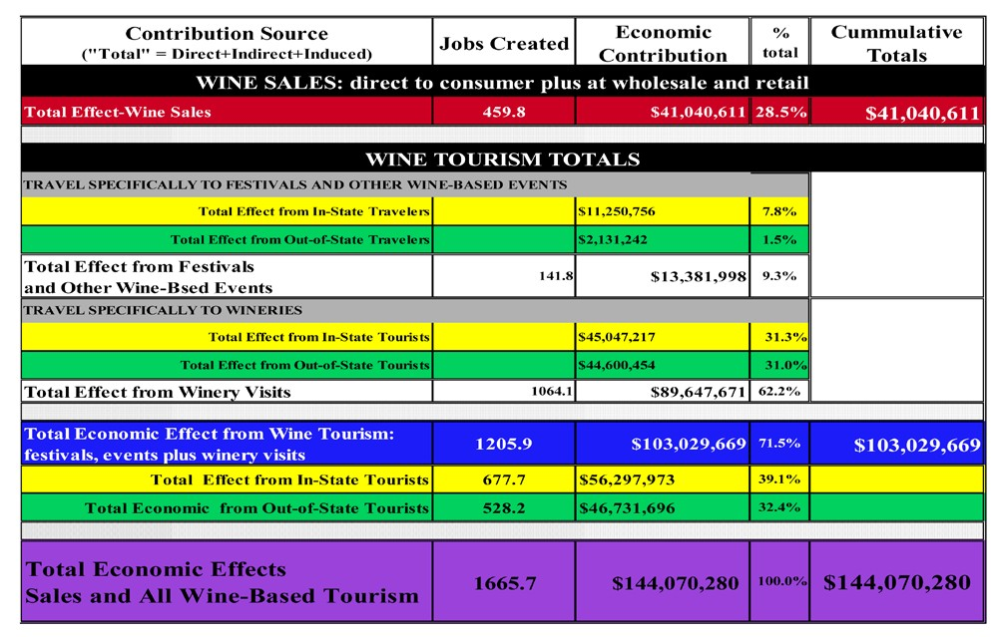 Contribution Source
("Total" = Direct+Indirect+Induced)
Jobs Created
Economic
Contribution
%
total
Cummulative
Totals
WINE SALES: direct to consumer plus at wholesale and retail
Total Effect-Wine Sales 459.8 $41,040,611 28.5% $41,040,611
WINE TOURISM TOTALS
TRAVEL SPECIFICALLY TO FESTIVALS AND OTHER WINE-BASED EVENTS
Total Effect from In-State Travelers $11,250,756 7.8%
Total Effect from Out-of-State Travelers $2,131,242 1.5%
Total Effect from Festivals
and Other Wine-Bsed Events 141.8 $13,381,998 9.3%
TRAVEL SPECIFICALLY TO WINERIES
Total Effect from In-State Tourists $45,047,217 31.3%
Total Effect from Out-of-State Tourists $44,600,454 31.0%
Total Effect from Winery Visits 1064.1 $89,647,671 62.2%
Total Economic Effect from Wine Tourism:
festivals, events plus winery visits 1205.9 $103,029,669 71.5% $103,029,669
Total Effect from In-State Tourists 677.7 $56,297,973 39.1%
Total Economic from Out-of-State Tourists 528.2 $46,731,696 32.4%
Total Economic Effects
Sales and All Wine-Based Tourism 1665.7 $144,070,280 100.0% $144,070,280